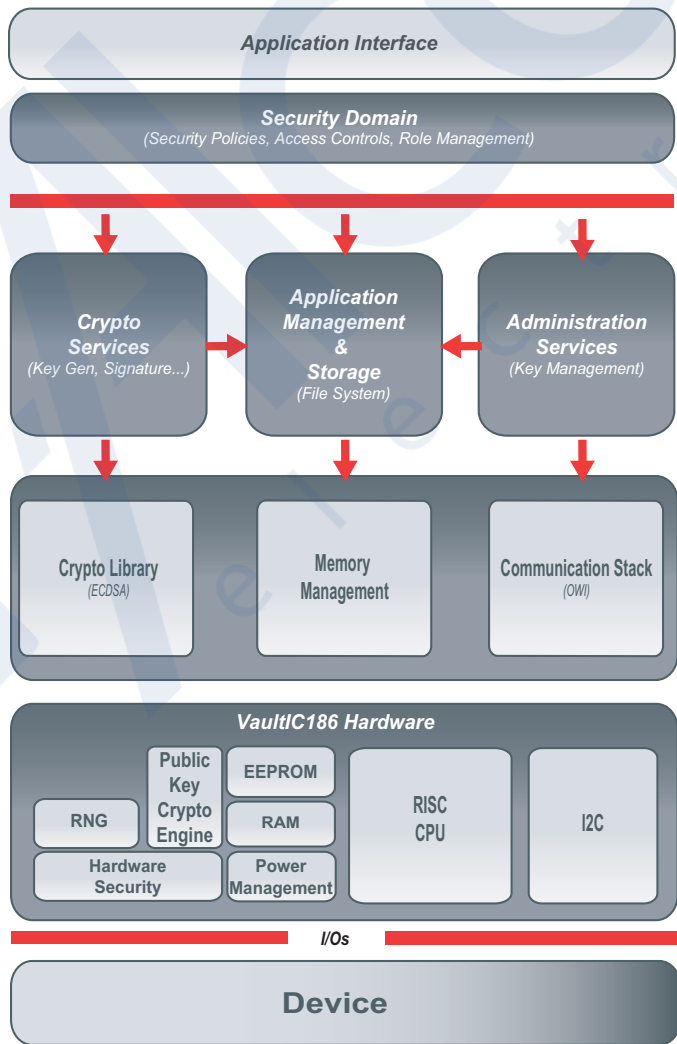 Application Interface
Security Domain
(Security Policies, Access Controls, Role Management)
Crypto
Services
(Key Gen, Signature...)
Application
Management
&
Storage
(File System)
Administration
Services
(Key Management)
Crypto Library
(ECDSA)
Memory
Management
Communication Stack
(OWI)
VaultIC186 Hardware
RNG
Public
Key
Crypto
Engine
EEPROM
RAM
Hardware
Security
Power
Management
RISC
CPU
I2C
I/Os
Device